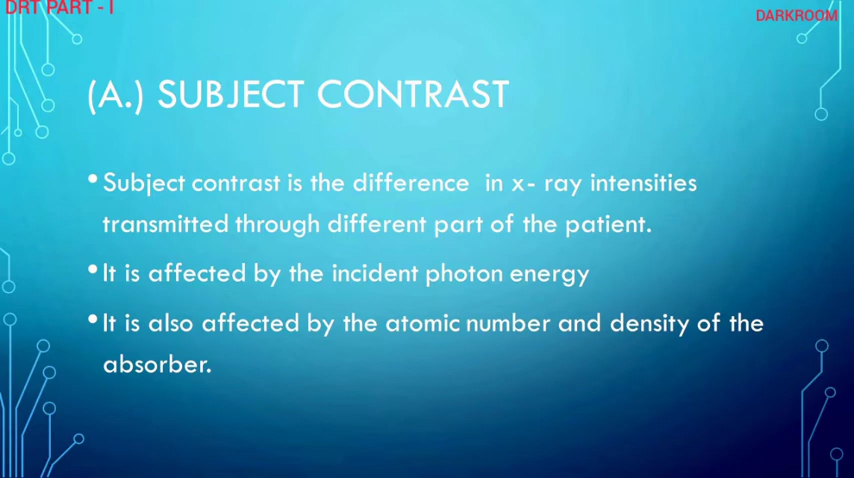 DRT PART - I
DARKROOM
(A.) SUBJECT CONTRAST
• Subject contrast is the difference in x- ray intensities
transmitted through different part of the patient.
• It is affected by the incident photon energy
• It is also affected by the atomic number and density of the
absorber.